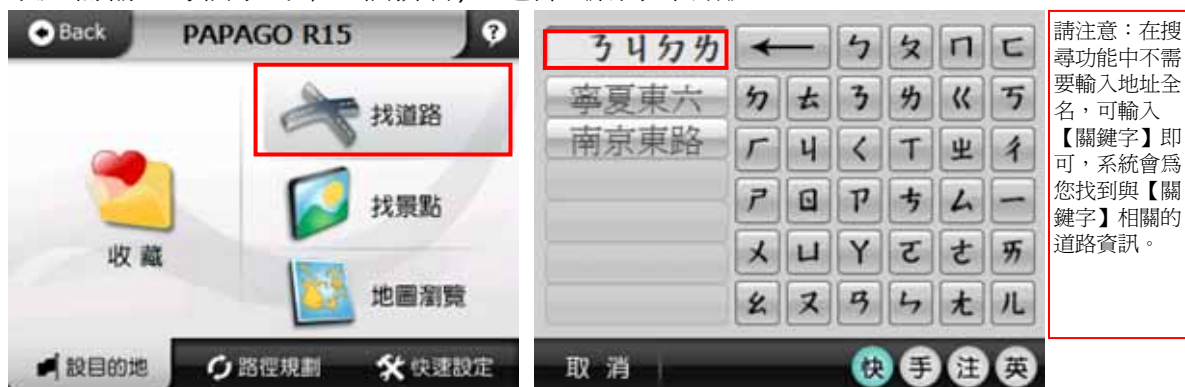 Back
PAPAGO R15
?
找道路
找景點
收藏
地圖瀏覽
設目的地
路徑規劃
快速設定
ㄋㄐㄉㄌ
寧夏東六
南京東路
←
ㄅ ㄆ ㄇ ㄈ
ㄉ ㄊ ㄋ ㄌ ㄍ ㄎ
ㄏ ㄐ ㄑ ㄒ ㄓ ㄔ
ㄕ ㄖ ㄗ ㄘ ㄙ ㄧ
ㄨ ㄩ ㄚ ㄛ ㄜ ㄞ
ㄠ ㄡ ㄢ ㄣ ㄤ ㄦ
取消
快 手 注 英
請注意：在搜
尋功能中不需
要輸入地址全
名，可輸入
【關鍵字】即
可，系統會為
您找到與【關
鍵字】相關的
道路資訊。